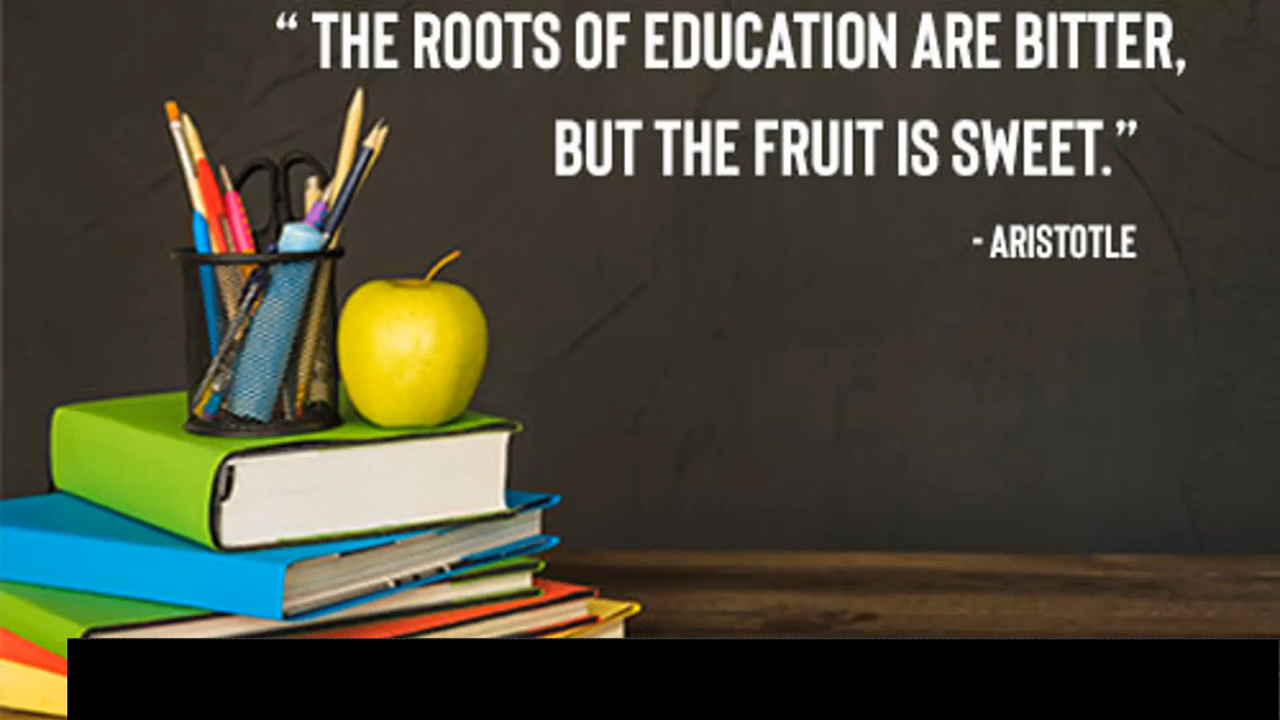 “ THE ROOTS OF EDUCATION ARE BITTER,
BUT THE FRUIT IS SWEET.”
- ARISTOTLE